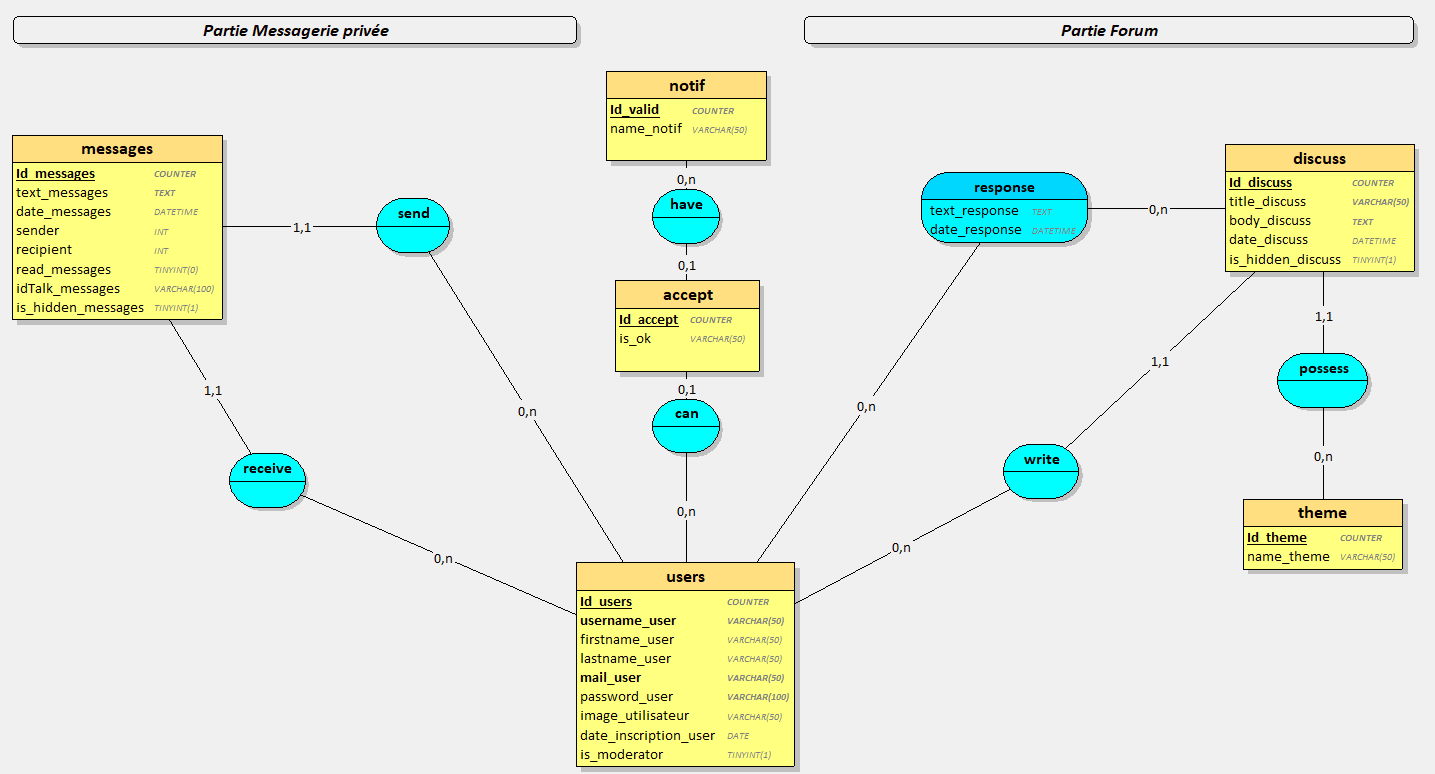 Partie Messagerie privée
Partie Forum
notif
Id_valid COUNTER
name_notif VARCHAR(50)
messages
Id_messages COUNTER
text_messages TEXT
date_messages DATETIME
sender INT
recipient INT
read_messages TINYINT(0)
idTalk_messages VARCHAR(100)
is_hidden_messages TINYINT(1)
discuss
Id_discuss COUNTER
title_discuss VARCHAR(50)
body_discuss TEXT
date_discuss DATETIME
is_hidden_discuss TINYINT(1)
response
text_response TEXT
date_response DATETIME
0,n
0,n
have
send
1,1
0,1
accept
Id_accept COUNTER
is_ok VARCHAR(50)
1,1
possess
1,1
1,1
0,1
can
0,n
0,n
write
0,n
receive
theme
Id_theme COUNTER
name_theme VARCHAR(50)
0,n
0,n
0,n
users
Id_users COUNTER
username_user VARCHAR(50)
firstname_user VARCHAR(50)
lastname_user VARCHAR(50)
mail_user VARCHAR(50)
password_user VARCHAR(100)
image_utilisateur VARCHAR(50)
date_inscription_user DATE
is_moderator TINYINT(1)